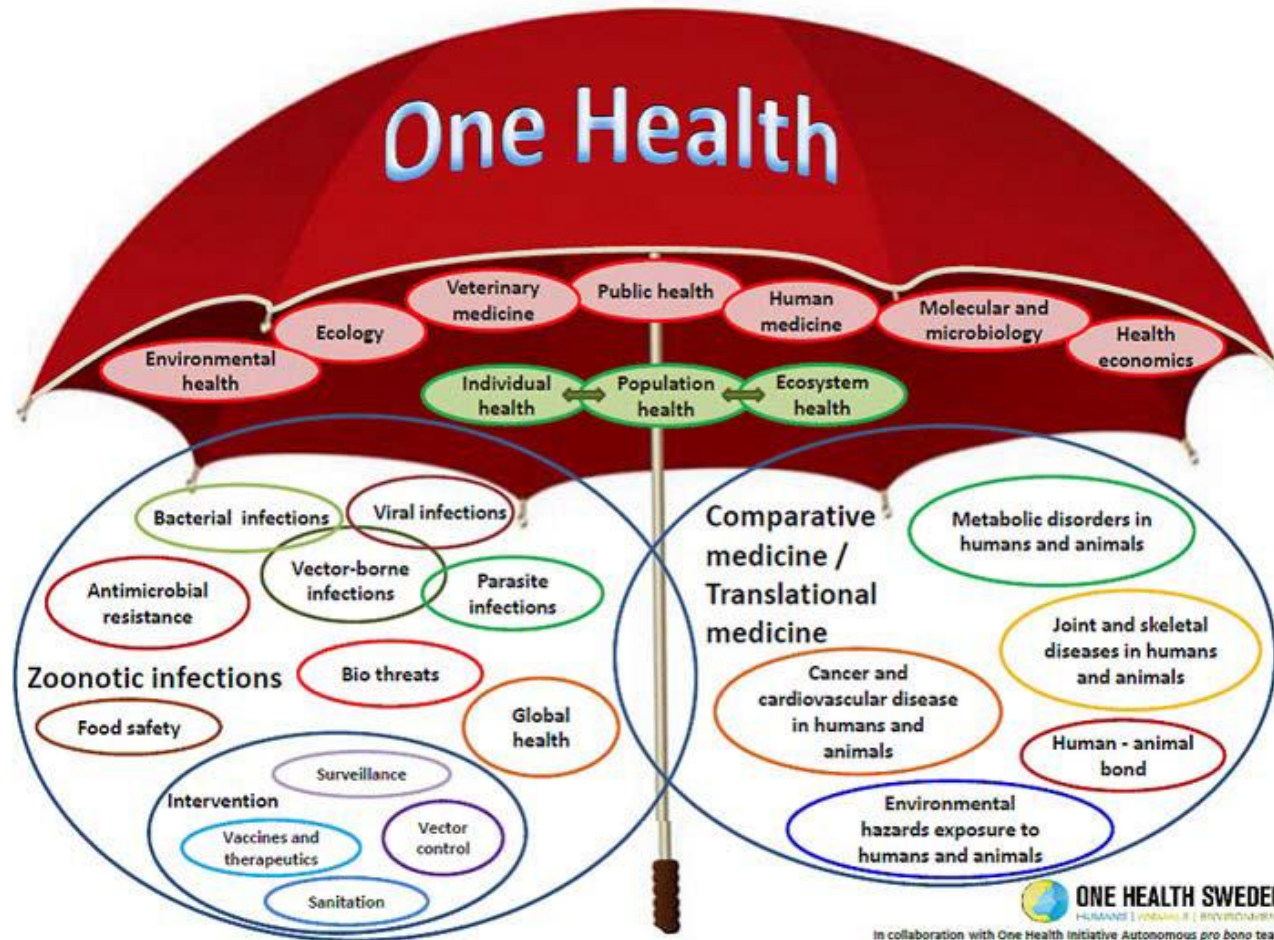 One Health
Environmental
health
Ecology
Veterinary
medicine
Public health
Human
medicine
Molecular and
microbiology
Health
economics
Individual
health
Population
health
Ecosystem
health
Bacterial infections
Viral infections
Vector-borne
infections
Parasite
infections
Antimicrobial
resistance
Zoonotic infections
Bio threats
Food safety
Global
health
Surveillance
Intervention
Vaccines and
therapeutics
Vector
control
Sanitation
Comparative
medicine /
Translational
medicine
Metabolic disorders in
humans and animals
Joint and skeletal
diseases in humans
and animals
Cancer and
cardiovascular disease
in humans and
animals
Human - animal
bond
Environmental
hazards exposure to
humans and animals
ONE HEALTH SWEDE
HUMANS | ANIMALS | ENVIRONMEN
In collaboration with One Health Initiative Autonomous pro bono tea